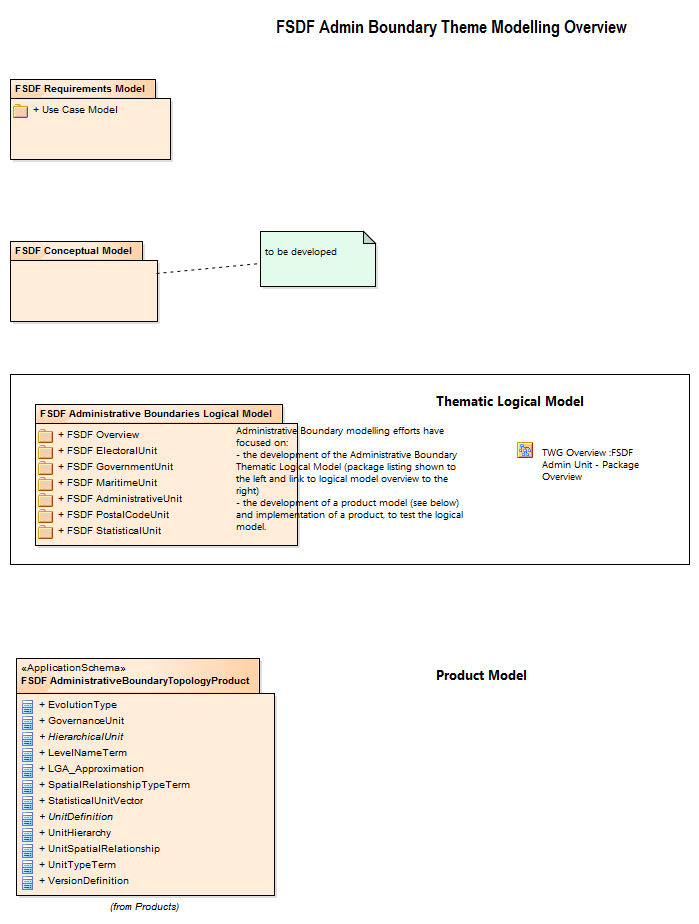 FSDF Admin Boundary Theme Modelling Overview
FSDF Requirements Model
+ Use Case Model
FSDF Conceptual Model
to be developed
Thematic Logical Model
FSDF Administrative Boundaries Logical Model
+ FSDF Overview
+ FSDF ElectoralUnit
+ FSDF GovernmentUnit
+ FSDF MaritimeUnit
+ FSDF AdministrativeUnit
+ FSDF PostalCodeUnit
+ FSDF StatisticalUnit
Administrative Boundary modelling efforts have
focused on:
- the development of the Administrative Boundary
Thematic Logical Model (package listing shown to
the left and link to logical model overview to the
right)
- the development of a product model (see below)
and implementation of a product, to test the logical
model.
TWG Overview :FSDF
Admin Unit - Package
Overview
Product Model
«ApplicationSchema»
FSDF AdministrativeBoundaryTopologyProduct
+ EvolutionType
+ GovernanceUnit
+ HierarchicalUnit
+ LevelNameTerm
+ LGA_Approximation
+ SpatialRelationshipTypeTerm
+ StatisticalUnitVector
+ UnitDefinition
+ UnitHierarchy
+ UnitSpatialRelationship
+ UnitTypeTerm
+ VersionDefinition
(from Products)